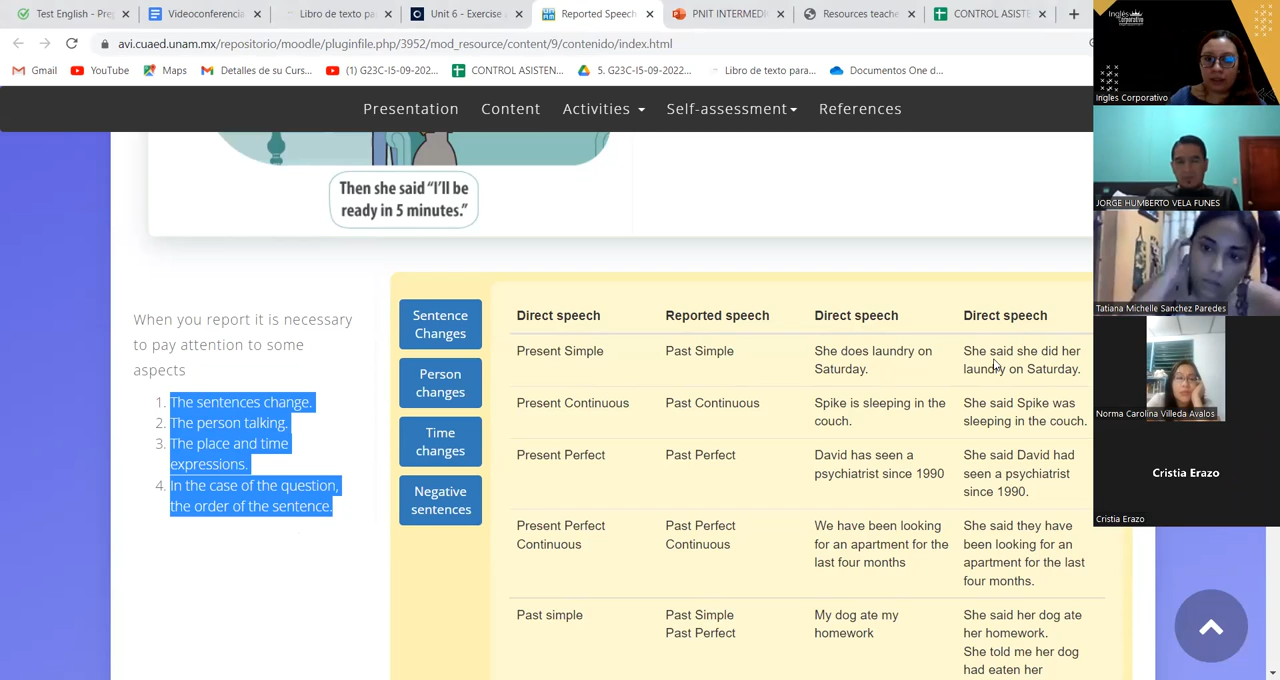 Test English - Pre
Videoconferencia
Libro de texto pa
Unit 6 - Exercise
Reported Speech
PNIT INTERMEDI
Resources teache
CONTROL ASISTE
avi.cuaed.unam.mx/repositorio/moodle/pluginfile.php/3952/mod_resource/content/9/contenido/index.html
Gmail
YouTube
Maps
Detalles de su Curs...
(1) G23C-I5-09-202...
CONTROL ASISTEN...
5. G23C-I5-09-2022...
Libro de texto para...
Documentos One d...
Presentation
Content
Activities
Self-assessment
References
Then she said “I’ll be
ready in 5 minutes.”
When you report it is necessary
to pay attention to some
aspects
1. The sentences change.
2. The person talking.
3. The place and time
expressions.
4. In the case of the question,
the order of the sentence.
Sentence
Changes
Person
changes
Time
changes
Negative
sentences
Direct speech
Reported speech
Direct speech
Direct speech
Present Simple
Past Simple
She does laundry on
Saturday.
She said she did her
laundry on Saturday.
Present Continuous
Past Continuous
Spike is sleeping in the
couch.
She said Spike was
sleeping in the couch.
Present Perfect
Past Perfect
David has seen a
psychiatrist since 1990
She said David had
seen a psychiatrist
since 1990.
Present Perfect
Continuous
Past Perfect
Continuous
We have been looking
for an apartment for the
last four months
She said they have
been looking for an
apartment for the last
four months.
Past simple
Past Simple
Past Perfect
My dog ate my
homework
She said her dog ate
her homework.
She told me her dog
had eaten her
Inglés
Corporativo
Ingles Corporativo
JORGE HUMBERTO VELA FUNES
Tatiana Michelle Sanchez Paredes
Norma Carolina Villeda Avalos
Cristia Erazo
Cristia Erazo